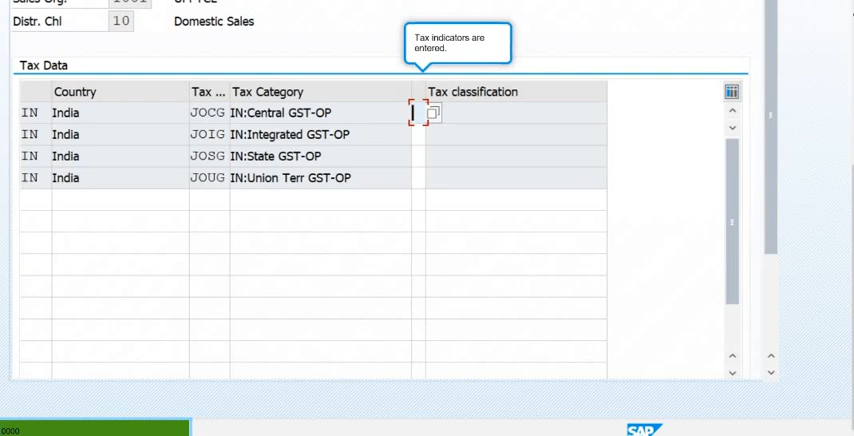 Sales Org. 1001
Distr. Chl 10 Domestic Sales
Tax indicators are
entered.
Tax Data
Country Tax ... Tax Category Tax classification
IN India JOCG IN:Central GST-OP
IN India JOIG IN:Integrated GST-OP
IN India JOSG IN:State GST-OP
IN India JOUG IN:Union Terr GST-OP
0000
SAP